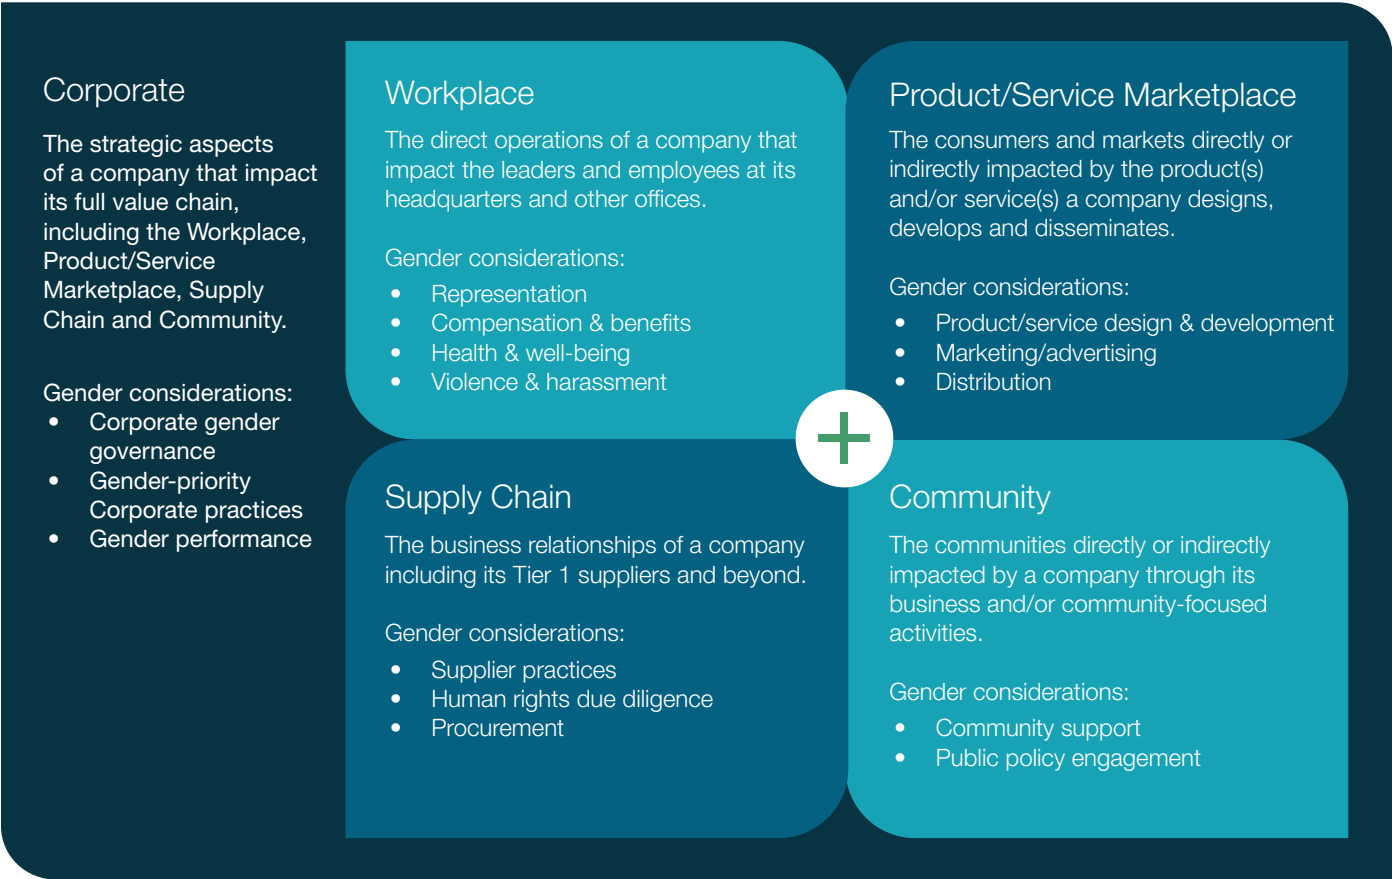 Corporate
The strategic aspects
of a company that impact
its full value chain,
including the Workplace,
Product/Service
Marketplace, Supply
Chain and Community.
Gender considerations:
• Corporate gender
governance
• Gender-priority
Corporate practices
• Gender performance
Workplace
The direct operations of a company that
impact the leaders and employees at its
headquarters and other offices.
Gender considerations:
• Representation
• Compensation & benefits
• Health & well-being
• Violence & harassment
Product/Service Marketplace
The consumers and markets directly or
indirectly impacted by the product(s)
and/or service(s) a company designs,
develops and disseminates.
Gender considerations:
• Product/service design & development
• Marketing/advertising
• Distribution
Supply Chain
The business relationships of a company
including its Tier 1 suppliers and beyond.
Gender considerations:
• Supplier practices
• Human rights due diligence
• Procurement
Community
The communities directly or indirectly
impacted by a company through its
business and/or community-focused
activities.
Gender considerations:
• Community support
• Public policy engagement